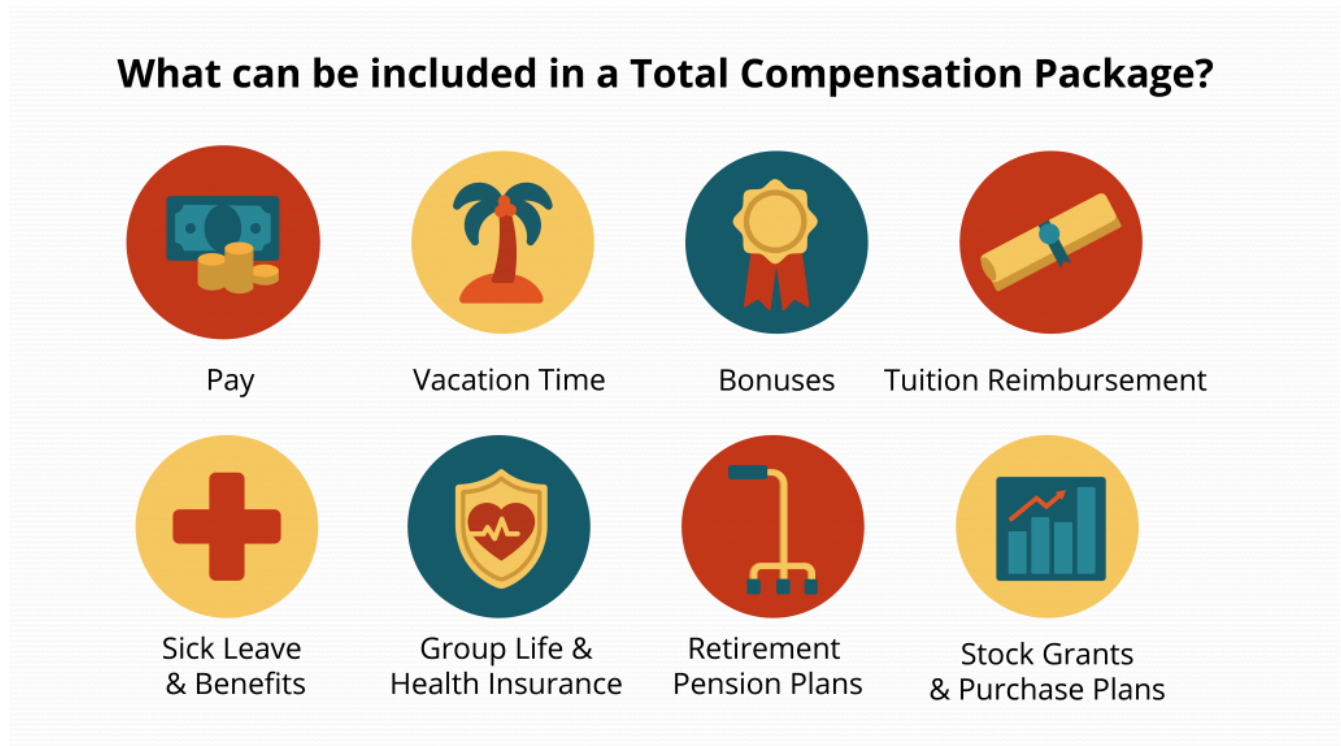 What can be included in a Total Compensation Package?
Pay
Vacation Time
Bonuses
Tuition Reimbursement
Sick Leave
& Benefits
Group Life &
Health Insurance
Retirement
Pension Plans
Stock Grants
& Purchase Plans